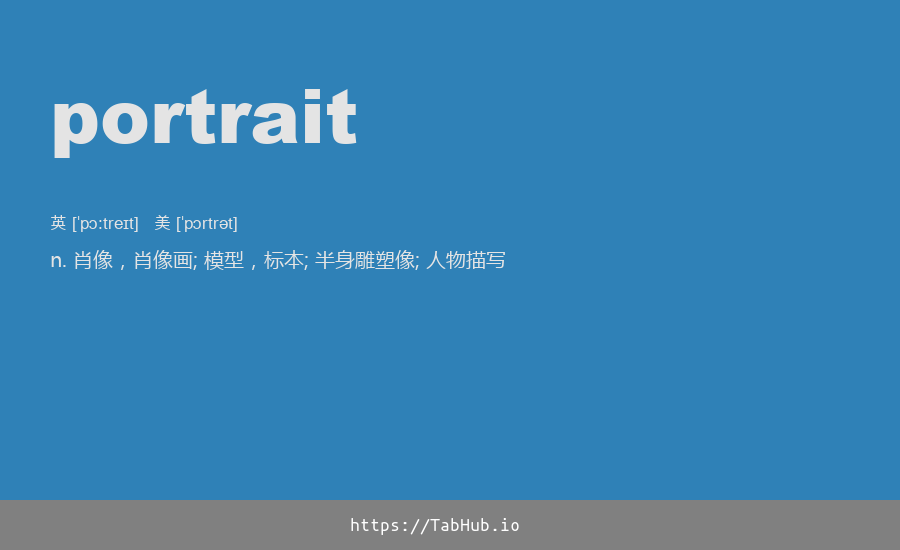 portrait
英 [ˈpɔːtreɪt] 美 [ˈpɔrtrət]
n. 肖像，肖像画; 模型，标本; 半身雕塑像; 人物描写
https://TabHub.io